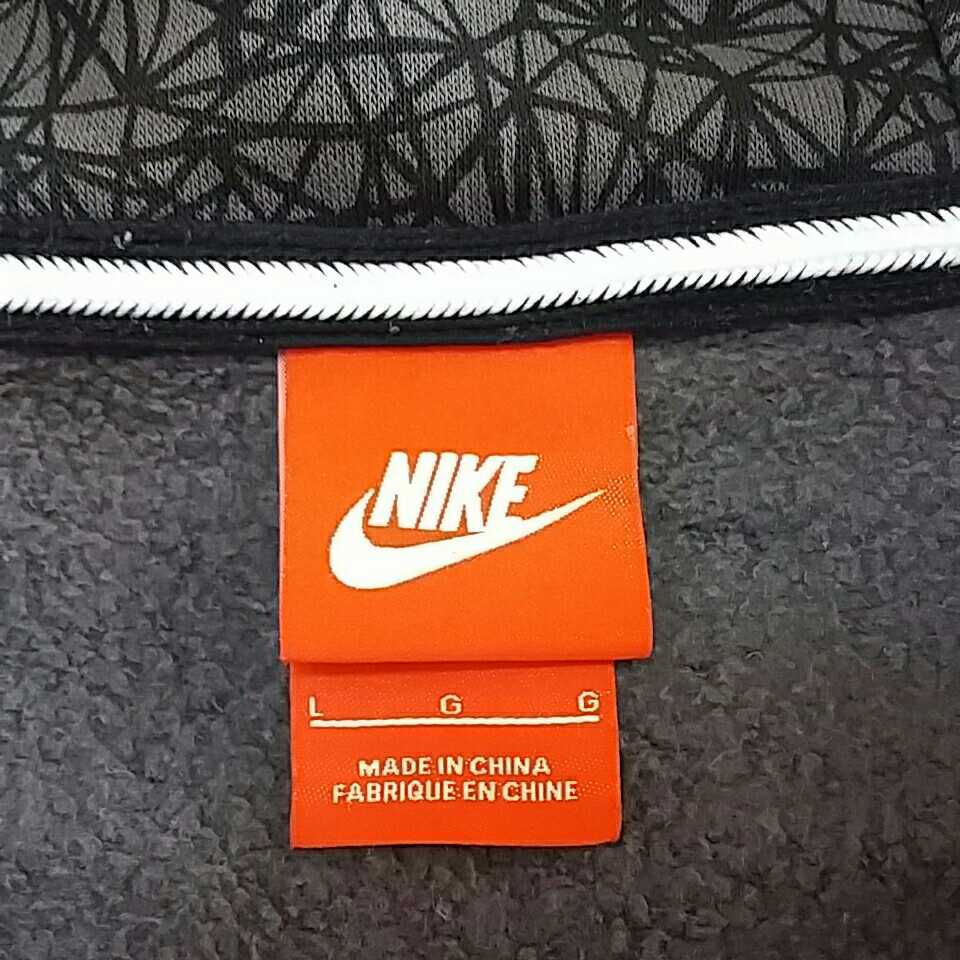 NIKE
L G G
MADE IN CHINA
FABRIQUE EN CHINE